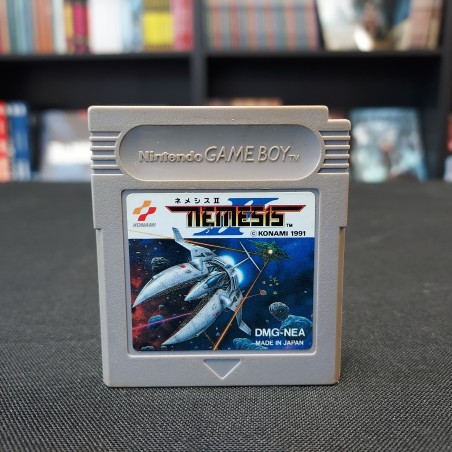 Nintendo GAME BOY™
ネメシスII
NEMESIS II ™
KONAMI
© KONAMI 1991
DMG-NEA
MADE IN JAPAN